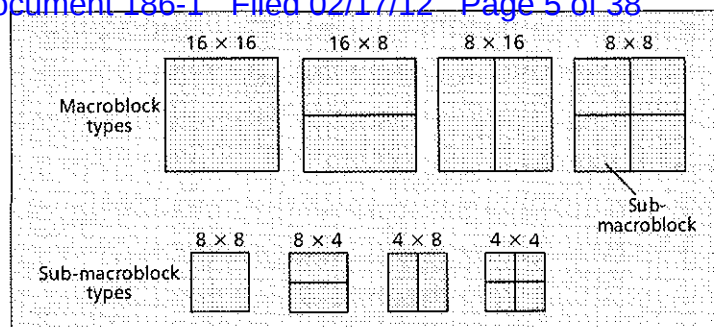 ocument 186-1 Filed 02/17/12 Page 5 of 38
16 × 16 16 × 8 8 × 16 8 × 8
Macroblock
types
Sub-
macroblock
8 × 8 8 × 4 4 × 8 4 × 4
Sub-macroblock
types